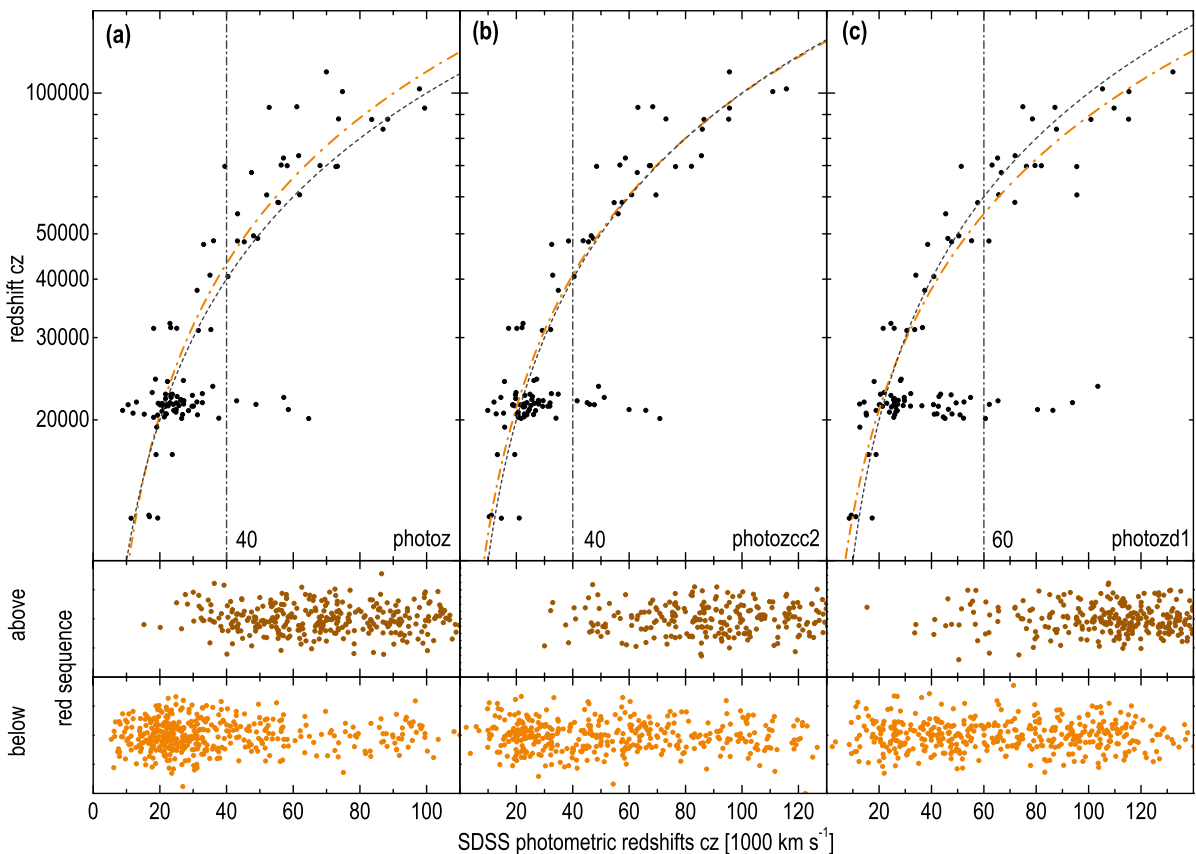 (a)
(b)
(c)
100000
50000
40000
30000
20000
redshift cz
40
photoz
40
photozcc2
60
photozd1
above
below
red sequence
0 20 40 60 80 100
20 40 60 80 100 120
20 40 60 80 100 120
SDSS photometric redshifts cz [1000 km s⁻¹]